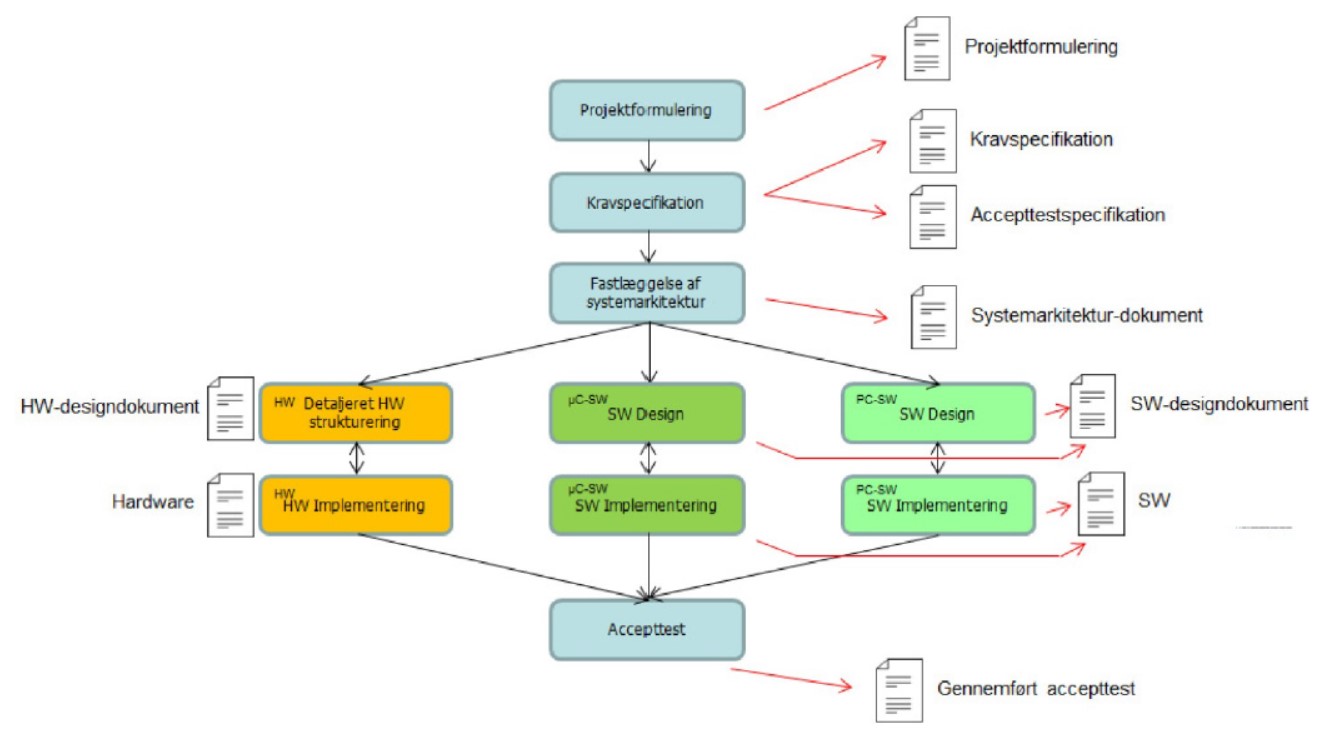 Projektformulering
Projektformulering
Kravspecifikation
Kravspecifikation
Accepttestspecifikation
Fastlæggelse af
systemarkitektur
Systemarkitektur-dokument
HW-designdokument
HW Detaljeret HW
strukturering
µC-SW
SW Design
PC-SW
SW Design
SW-designdokument
Hardware
HW
HW Implementering
µC-SW
SW Implementering
PC-SW
SW Implementering
SW
Accepttest
Gennemført accepttest